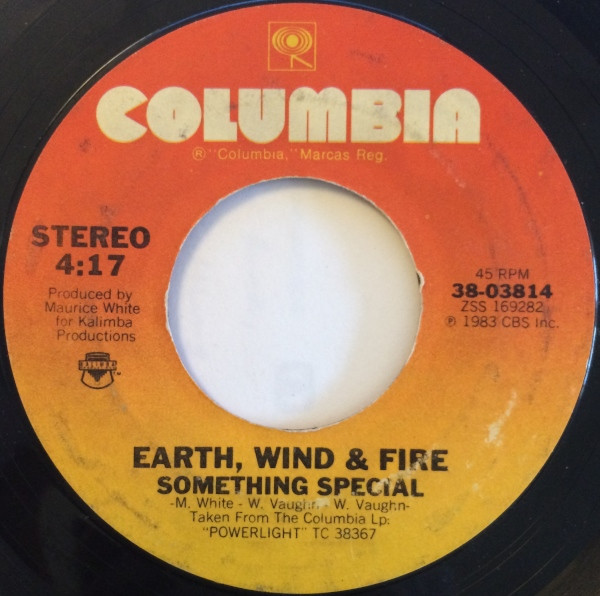 COLUMBIA
® "Columbia," Marcas Reg.
STEREO
4:17
Produced by
Maurice White
for Kalimba
Productions
45 RPM
38-03814
ZSS 169282
℗ 1983 CBS Inc.
EARTH, WIND & FIRE
SOMETHING SPECIAL
-M. White - W. Vaughn - W. Vaughn-
Taken From The Columbia Lp:
"POWERLIGHT" TC 38367